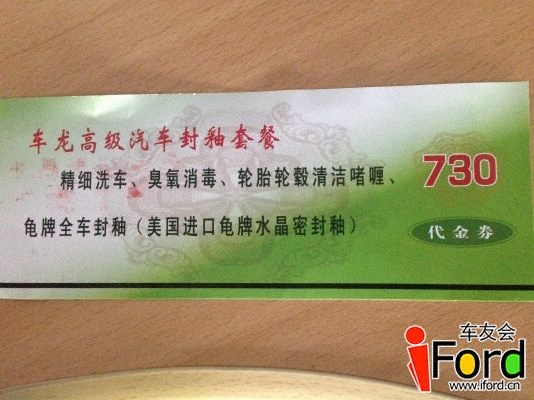 车龙高级汽车封釉套餐
精细洗车、臭氧消毒、轮胎轮毂清洁啫喱、
龟牌全车封釉（美国进口龟牌水晶密封釉）
730
代金券
车友会
iFord
www.iford.cn